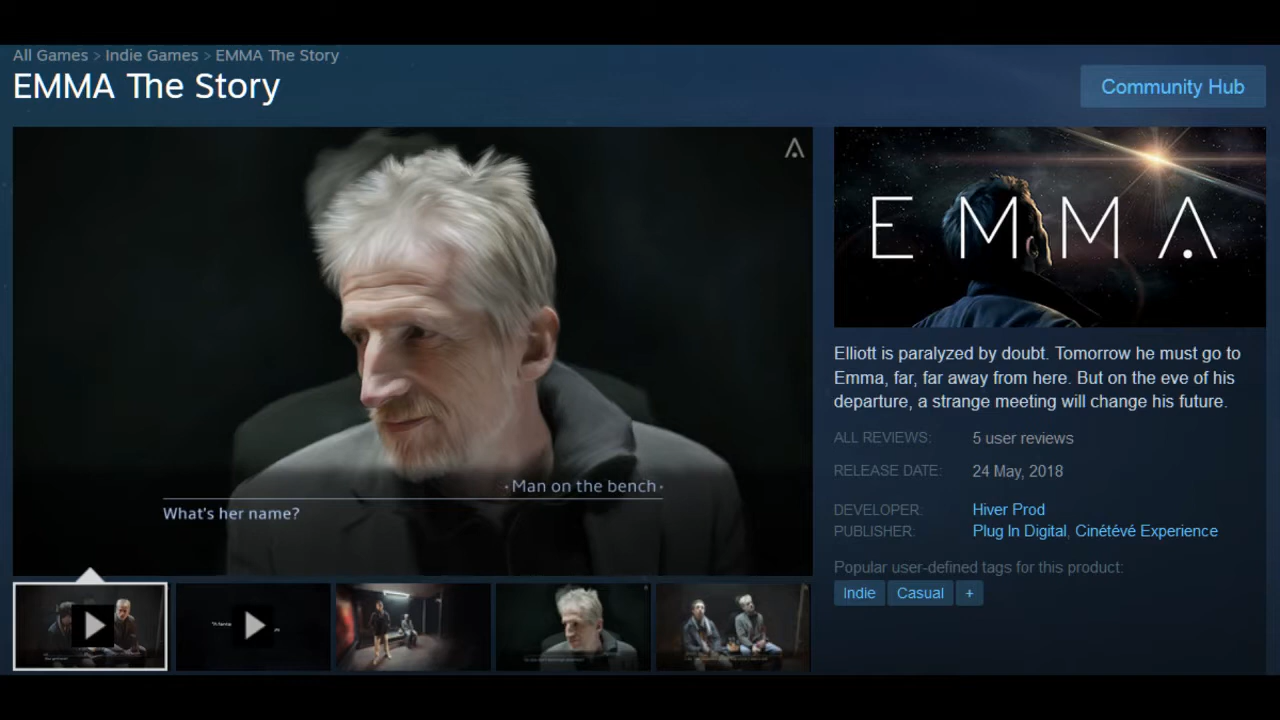 All Games > Indie Games > EMMA The Story
EMMA The Story
Community Hub
·Man on the bench·
What's her name?
EMMA
Elliott is paralyzed by doubt. Tomorrow he must go to
Emma, far, far away from here. But on the eve of his
departure, a strange meeting will change his future.
ALL REVIEWS: 5 user reviews
RELEASE DATE: 24 May, 2018
DEVELOPER: Hiver Prod
PUBLISHER: Plug In Digital, Cinétévé Experience
Popular user-defined tags for this product:
Indie Casual +